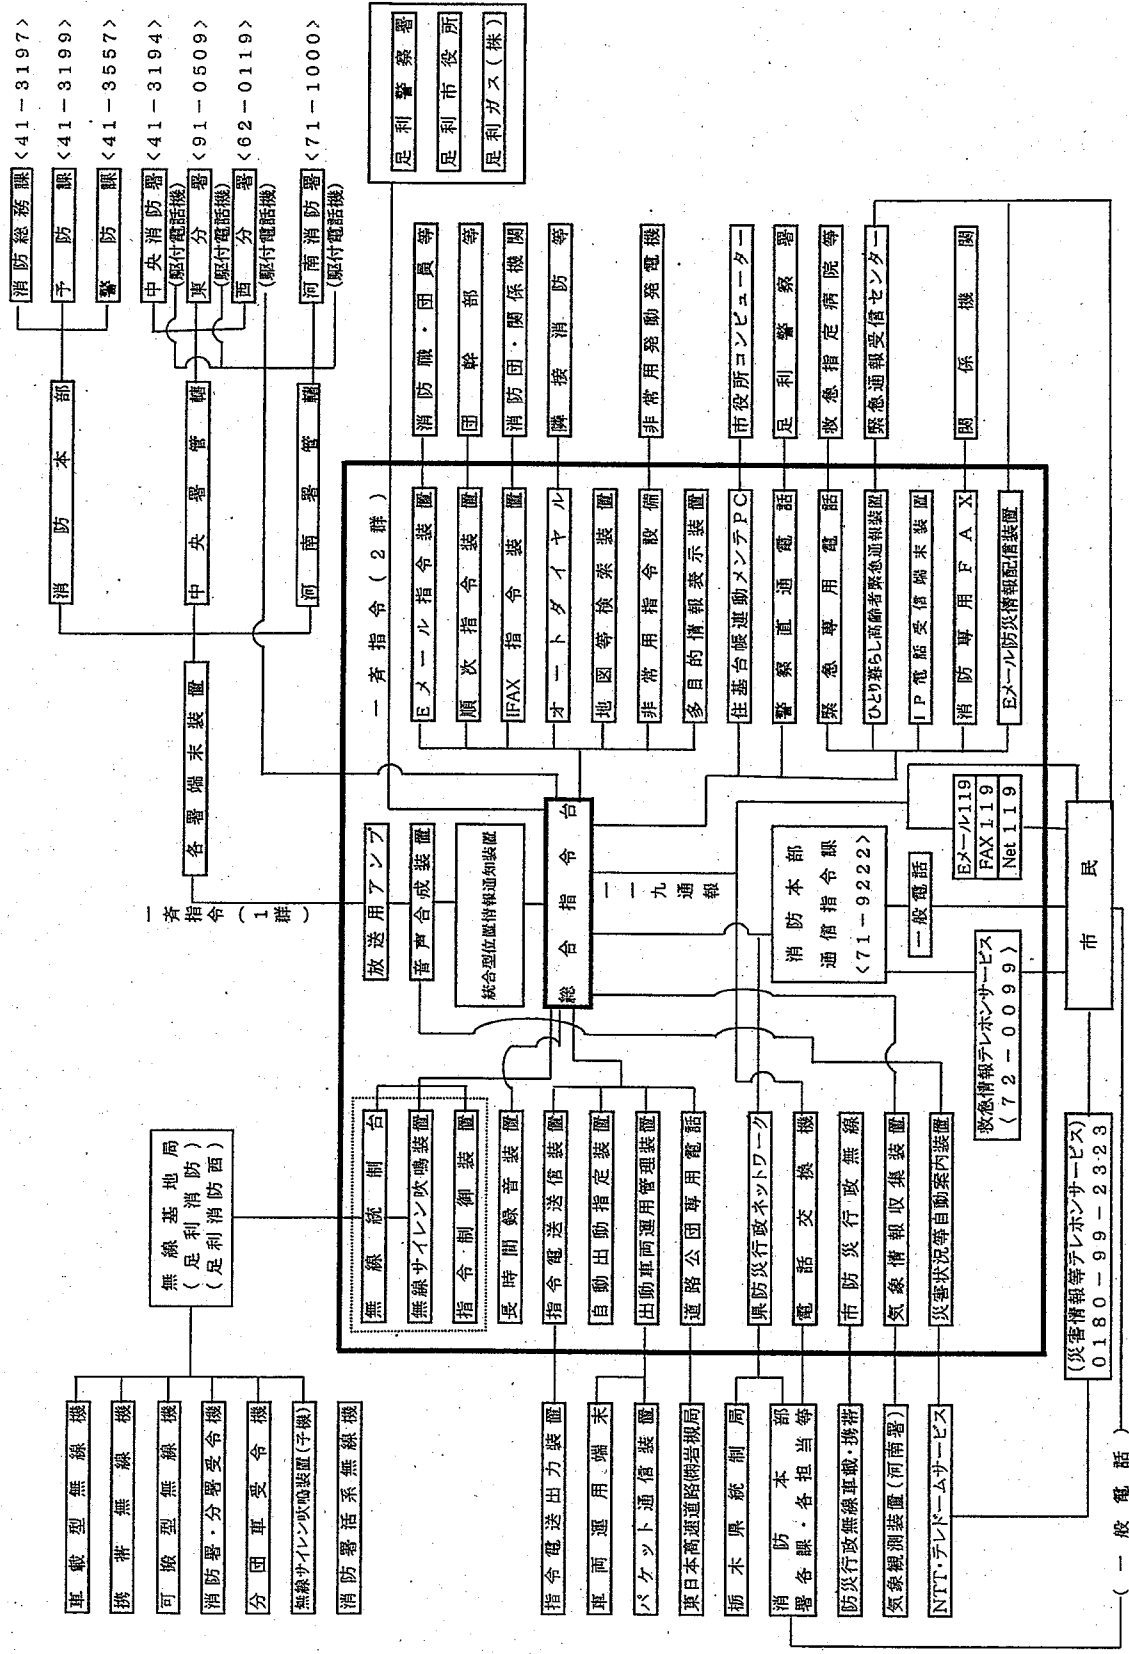 車載型無線機
携帯無線機
可搬型無線機
消防署・分署受令機
分団車受令機
無線サイレン吹鳴装置(子機)
消防署活系無線機
無線基地局
(足利消防)
(足利消防西)
指令電送出力装置
車両運用端末
パケット通信装置
東日本高速道路㈱岩槻局
栃木県統制局
消防本部
署各課・各担当等
防災行政無線車載・携帯
気象観測装置(河南署)
NTT・テレドームサービス
無線統制台
無線サイレン吹鳴装置
指令・制御装置
長時間録音装置
指令電送送信装置
自動出動指定装置
出動車両運用管理装置
道路公団専用電話
県防災行政ネットワーク
電話交換機
市防災行政無線
気象情報収集装置
災害状況等自動案内装置
(災害情報等テレホンサービス)
0180-99-2323
一斉指令(1群)
放送用アンプ
音声合成装置
統合型位置情報通知装置
総合指令台
一一九通報
消防本部
通信指令課
<71-9222>
一般電話
救急情報テレホンサービス
(72-0099)
Eメール119
FAX119
Net119
市民
(一般電話)
各署端末装置
一斉指令(2群)
Eメール指令装置
順次指令装置
IFAX指令装置
オートダイヤル
地図等検索装置
非常用指令設備
多目的情報表示装置
住基台帳連動メンテPC
警察直通電話
緊急専用電話
ひとり暮らし高齢者緊急通報装置
IP電話受信端末装置
消防専用FAX
Eメール防災情報配信装置
消防職・団員等
団幹部等
消防団・関係機関
隣接消防等
非常用発動発電機
市役所コンピューター
足利警察署
救急指定病院等
緊急通報受信センター
関係機関
消防本部
中央署管轄
河南署管轄
消防総務課 <41-3197>
予防課 <41-3199>
警防課 <41-3557>
中央消防署 <41-3194>
(駆付電話機)
東分署 <91-0509>
(駆付電話機)
西分署 <62-0119>
(駆付電話機)
河南消防署 <71-1000>
(駆付電話機)
足利警察署
足利市役所
足利ガス(株)